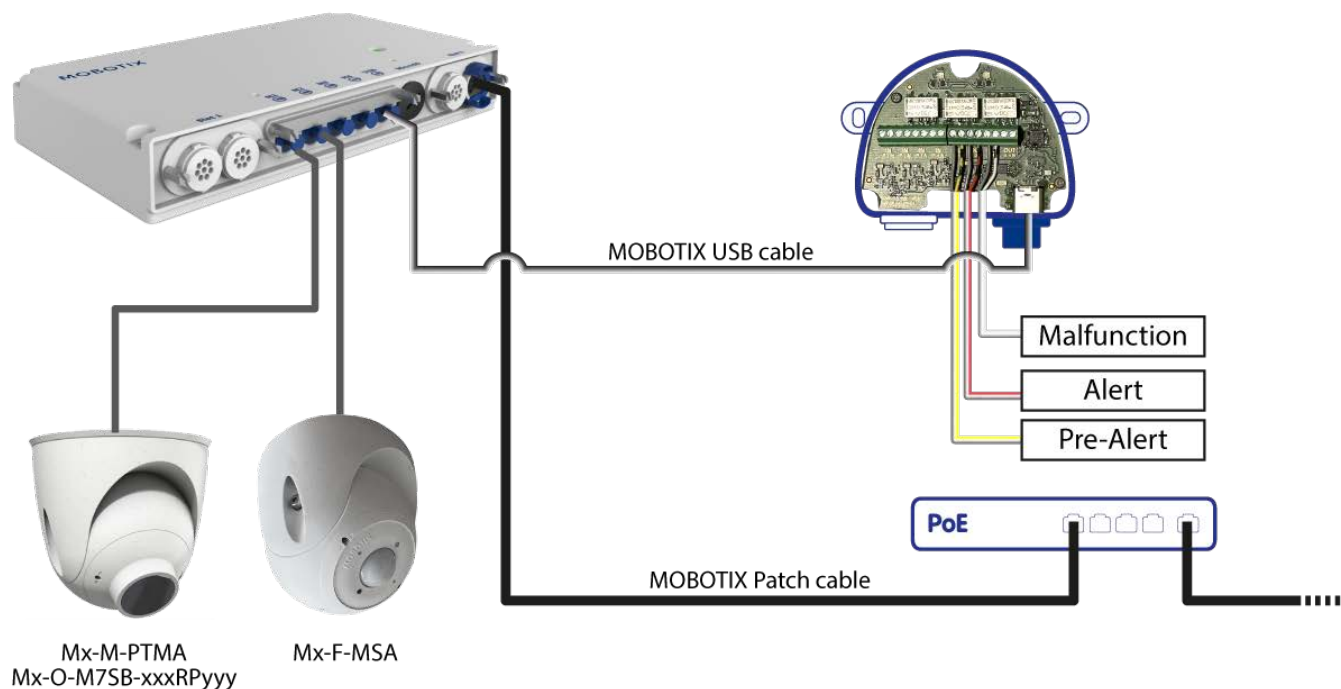 MOBOTIX
MOBOTIX USB cable
Malfunction
Alert
Pre-Alert
PoE
MOBOTIX Patch cable
Mx-M-PTMA
Mx-O-M7SB-xxxRPyyy
Mx-F-MSA